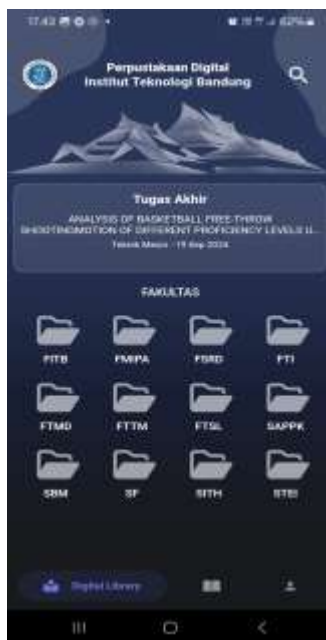 17.43
62%
Perpustakaan Digital
Institut Teknologi Bandung
Tugas Akhir
ANALYSIS OF BASKETBALL FREE-THROW
SHOOTINGMOTION OF DIFFERENT PROFICIENCY LEVELS U...
Teknik Mesin - 19 Sep 2024
FAKULTAS
FITB FMIPA FSRD FTI
FTMD FTTM FTSL SAPPK
SBM SF SITH STEI
Digital Library